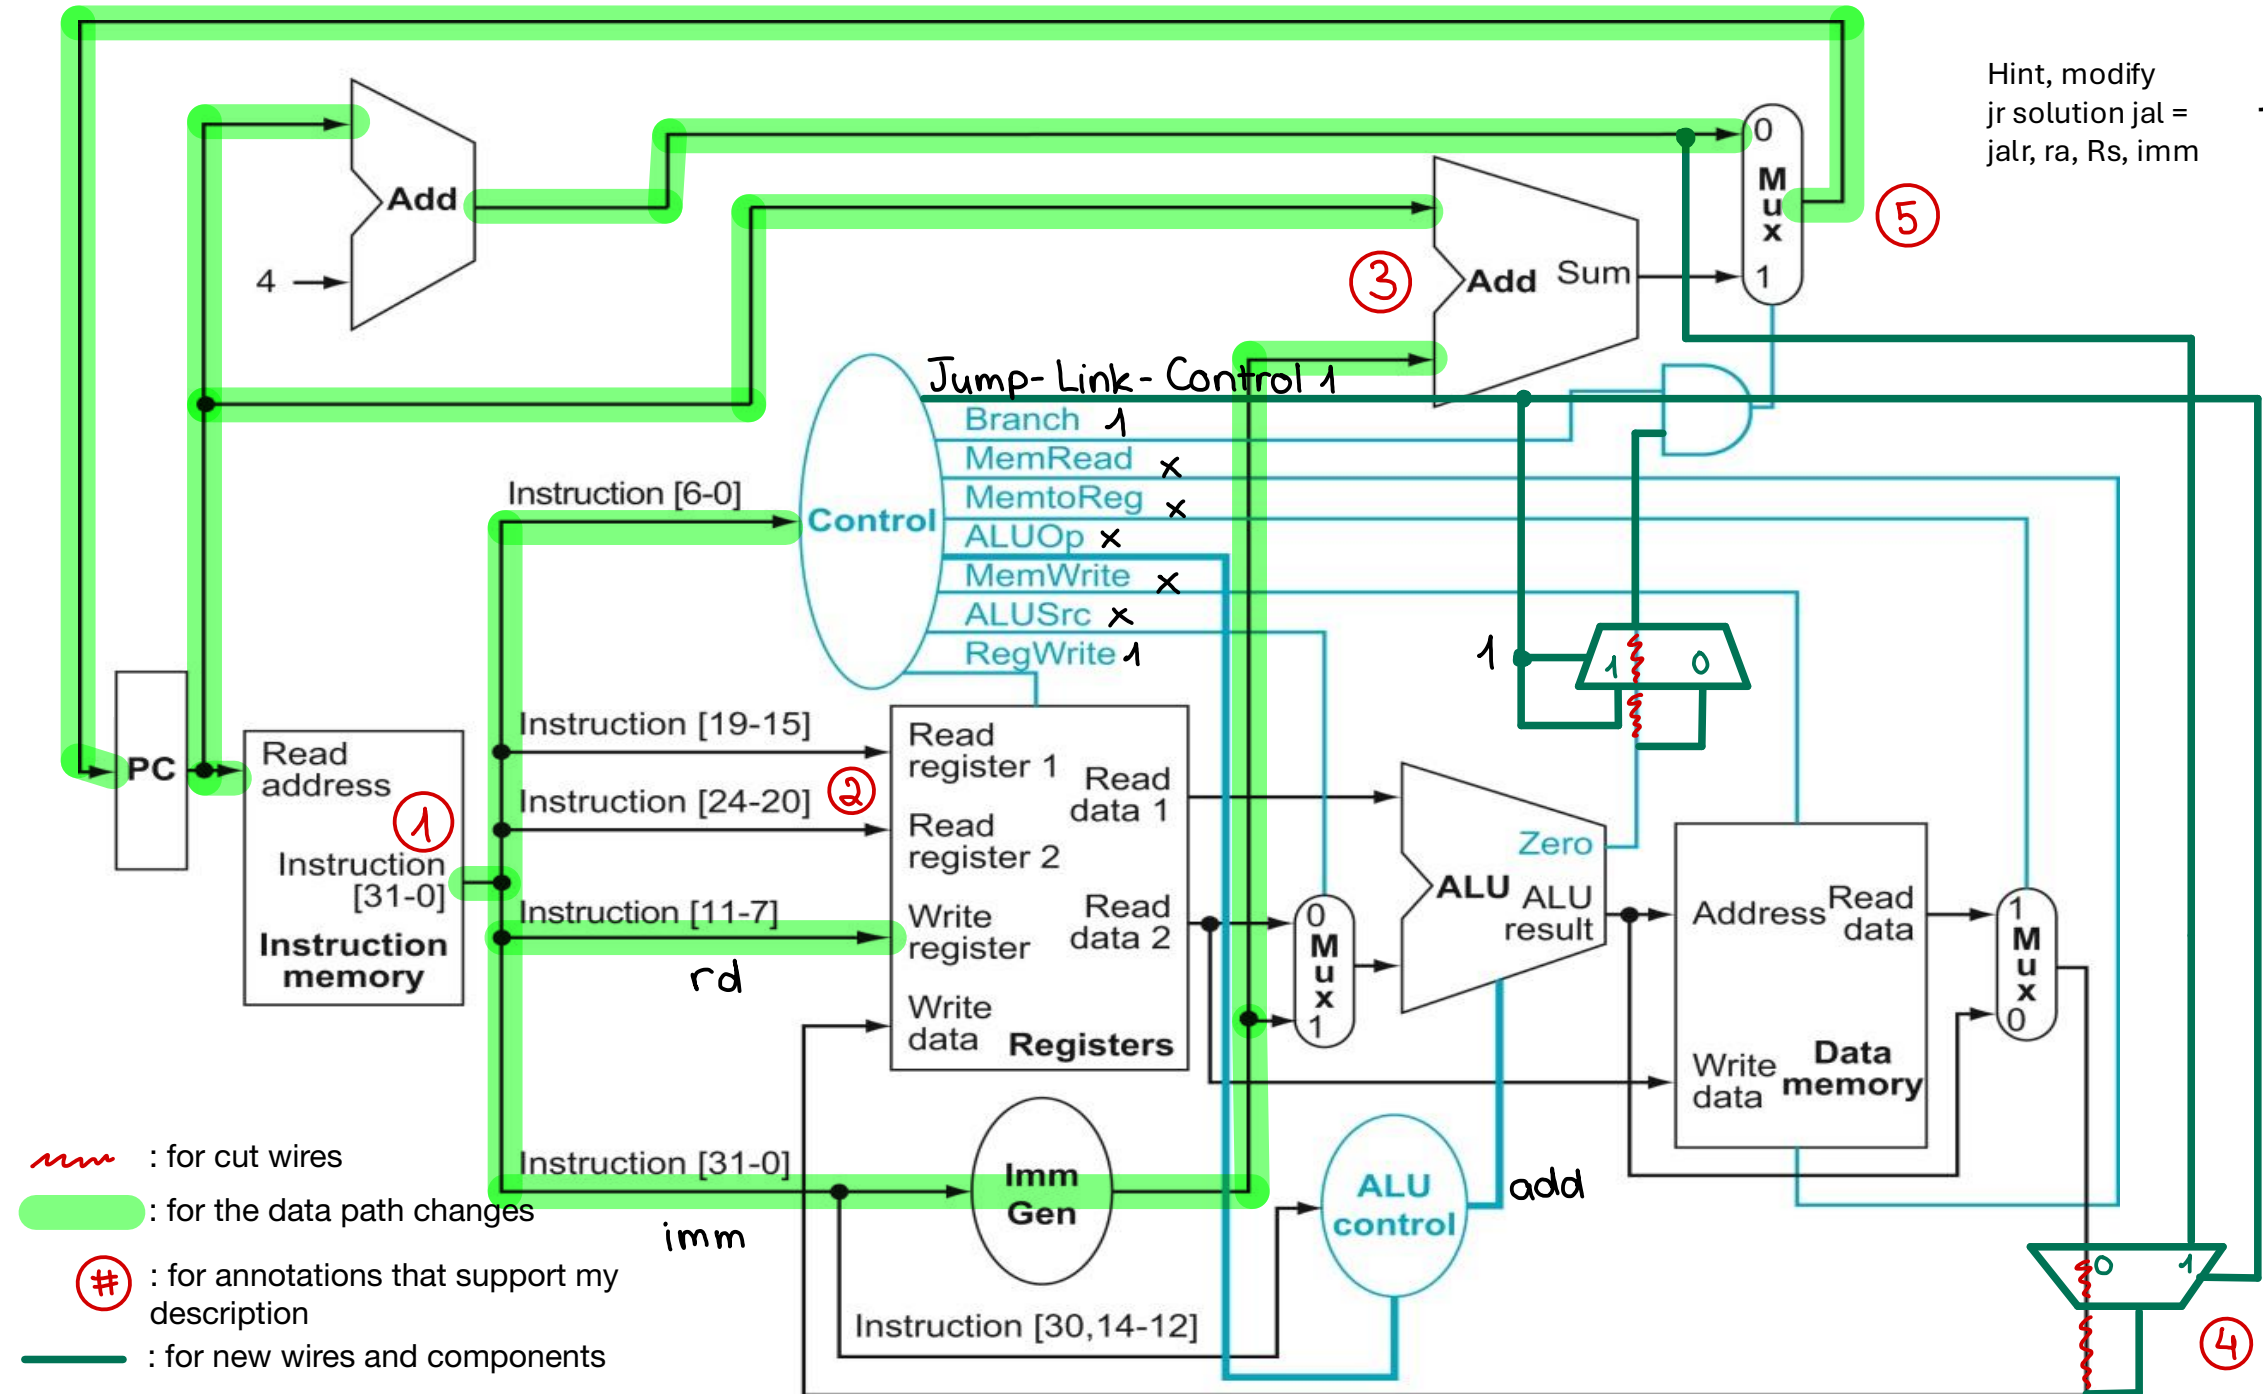 Hint, modify
jr solution jal =
jalr, ra, Rs, imm
0
M
u
x
1
5
Add
4
3
Add
Sum
Jump-Link-Control 1
Branch 1
MemRead x
MemtoReg x
ALUOp x
MemWrite x
ALUSrc x
RegWrite 1
Control
Instruction [6-0]
1
1 0
PC
Read
address
1
Instruction
[31-0]
Instruction
memory
Instruction [19-15]
Instruction [24-20]
2
Instruction [11-7]
rd
Read
register 1
Read
register 2
Write
register
Write
data
Read
data 1
Read
data 2
Registers
0
M
u
x
1
Zero
ALU
ALU
result
Address
Read
data
Write
data
Data
memory
1
M
u
x
0
Instruction [31-0]
imm
Imm
Gen
ALU
control
add
Instruction [30,14-12]
0 1
4
: for cut wires
: for the data path changes
# : for annotations that support my
description
: for new wires and components